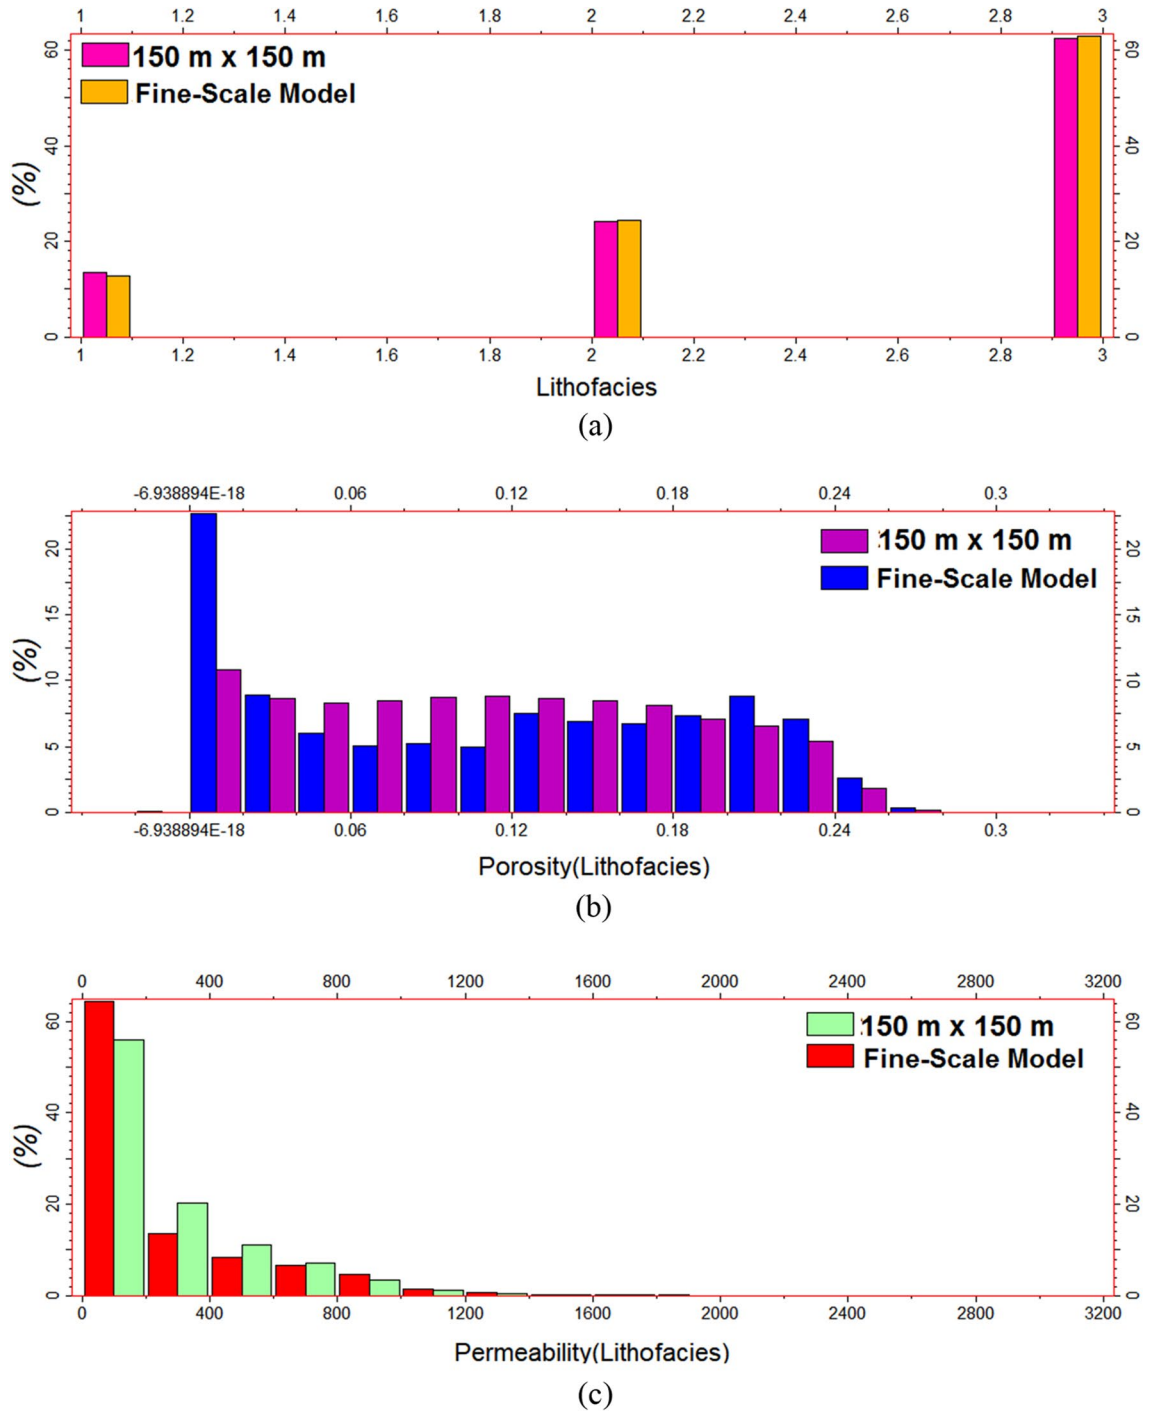 1 1.2 1.4 1.6 1.8 2 2.2 2.4 2.6 2.8 3
150 m x 150 m
Fine-Scale Model
60 60
40 40
(%)
20 20
0 0
1 1.2 1.4 1.6 1.8 2 2.2 2.4 2.6 2.8 3
Lithofacies
(a)
-6.938894E-18 0.06 0.12 0.18 0.24 0.3
150 m x 150 m
Fine-Scale Model
20 20
15 15
(%)
10 10
5 5
0 0
-6.938894E-18 0.06 0.12 0.18 0.24 0.3
Porosity(Lithofacies)
(b)
0 400 800 1200 1600 2000 2400 2800 3200
150 m x 150 m
Fine-Scale Model
60 60
40 40
(%)
20 20
0 0
0 400 800 1200 1600 2000 2400 2800 3200
Permeability(Lithofacies)
(c)